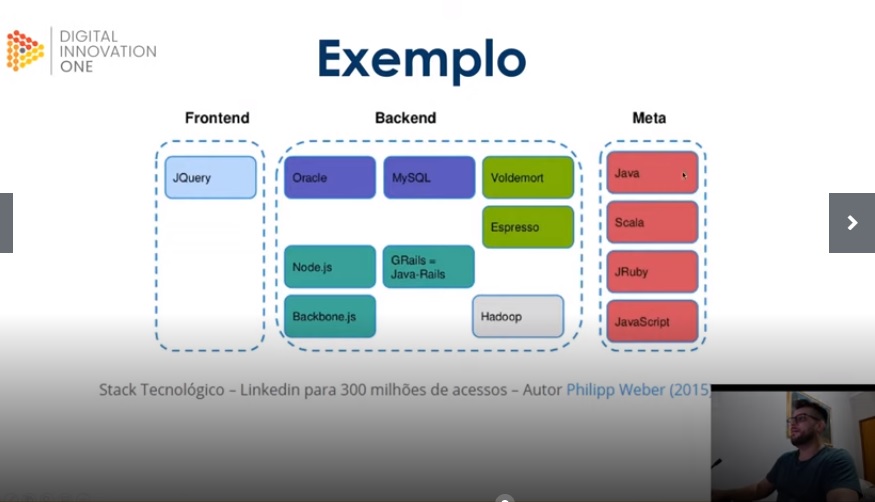 DIGITAL
INNOVATION
ONE
Exemplo
Frontend
Backend
Meta
JQuery
Oracle
MySQL
Voldemort
Espresso
Node.js
GRails =
Java-Rails
Backbone.js
Hadoop
Java
Scala
JRuby
JavaScript
Stack Tecnológico – Linkedin para 300 milhões de acessos – Autor Philipp Weber (2015)